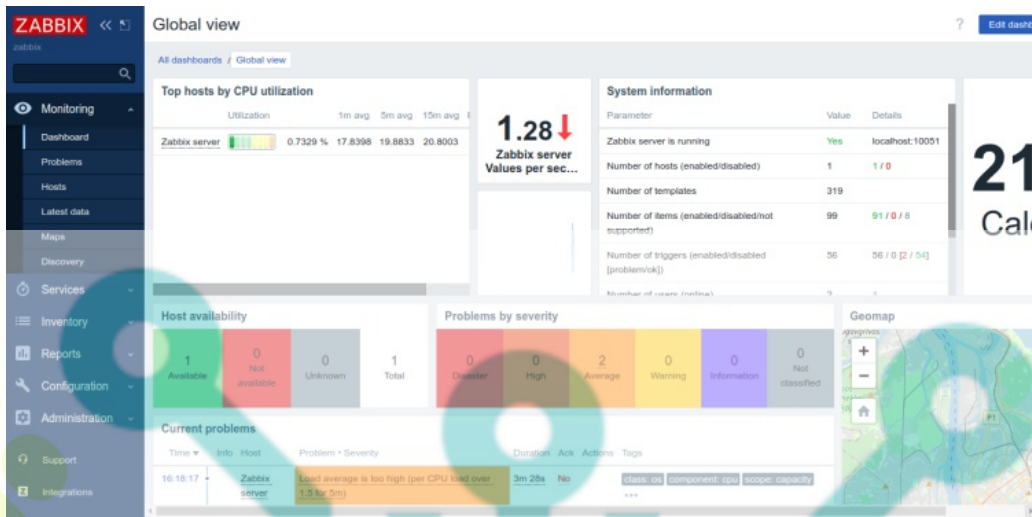 ZABBIX
zabbix
Monitoring
Dashboard
Problems
Hosts
Latest data
Maps
Discovery
Services
Inventory
Reports
Configuration
Administration
Support
Integrations
Global view
? Edit dashb
All dashboards / Global view
Top hosts by CPU utilization
Utilization 1m avg 5m avg 15m avg
Zabbix server 0.7329 % 17.8398 19.8833 20.8003
1.28
Zabbix server
Values per sec...
System information
Parameter Value Details
Zabbix server is running Yes localhost:10051
Number of hosts (enabled/disabled) 1 1 / 0
Number of templates 319
Number of items (enabled/disabled/not supported) 99 91 / 0 / 8
Number of triggers (enabled/disabled [problem/ok]) 56 56 / 0 [2 / 54]
Number of users (online) 2 1
21
Cal
Host availability
1 Available
0 Not available
0 Unknown
1 Total
Problems by severity
0 Disaster
0 High
2 Average
0 Warning
0 Information
0 Not classified
Geomap
+
−
P1
Current problems
Time ▼ Info Host Problem • Severity Duration Ack Actions Tags
16:18:17 • Zabbix server Load average is too high (per CPU load over 1.5 for 5m) 3m 28s No class: os component: cpu scope: capacity
•••